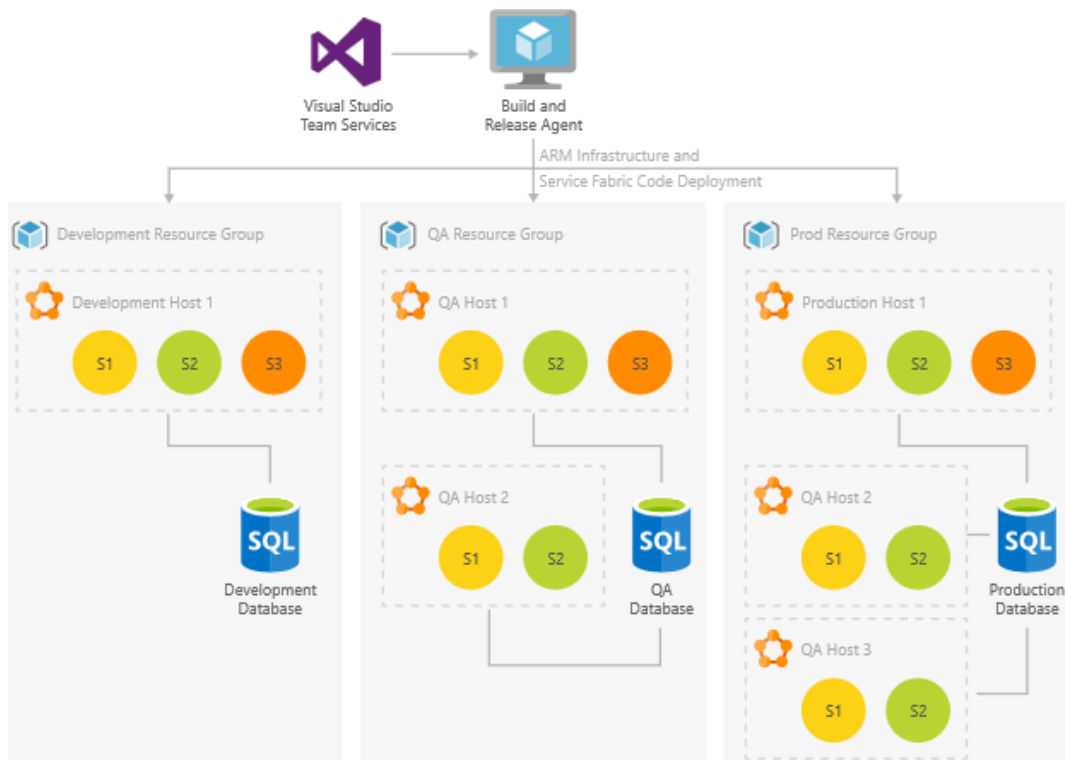 Visual Studio
Team Services
Build and
Release Agent
ARM Infrastructure and
Service Fabric Code Deployment
Development Resource Group
Development Host 1
S1
S2
S3
SQL
Development
Database
QA Resource Group
QA Host 1
S1
S2
S3
QA Host 2
S1
S2
SQL
QA
Database
Prod Resource Group
Production Host 1
S1
S2
S3
QA Host 2
S1
S2
SQL
Production
Database
QA Host 3
S1
S2